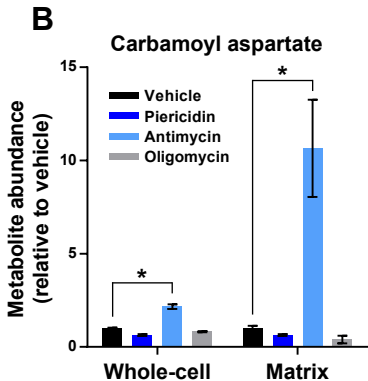 B
Carbamoyl aspartate
Metabolite abundance
(relative to vehicle)
15
10
5
0
Vehicle
Piericidin
Antimycin
Oligomycin
*
*
Whole-cell
Matrix